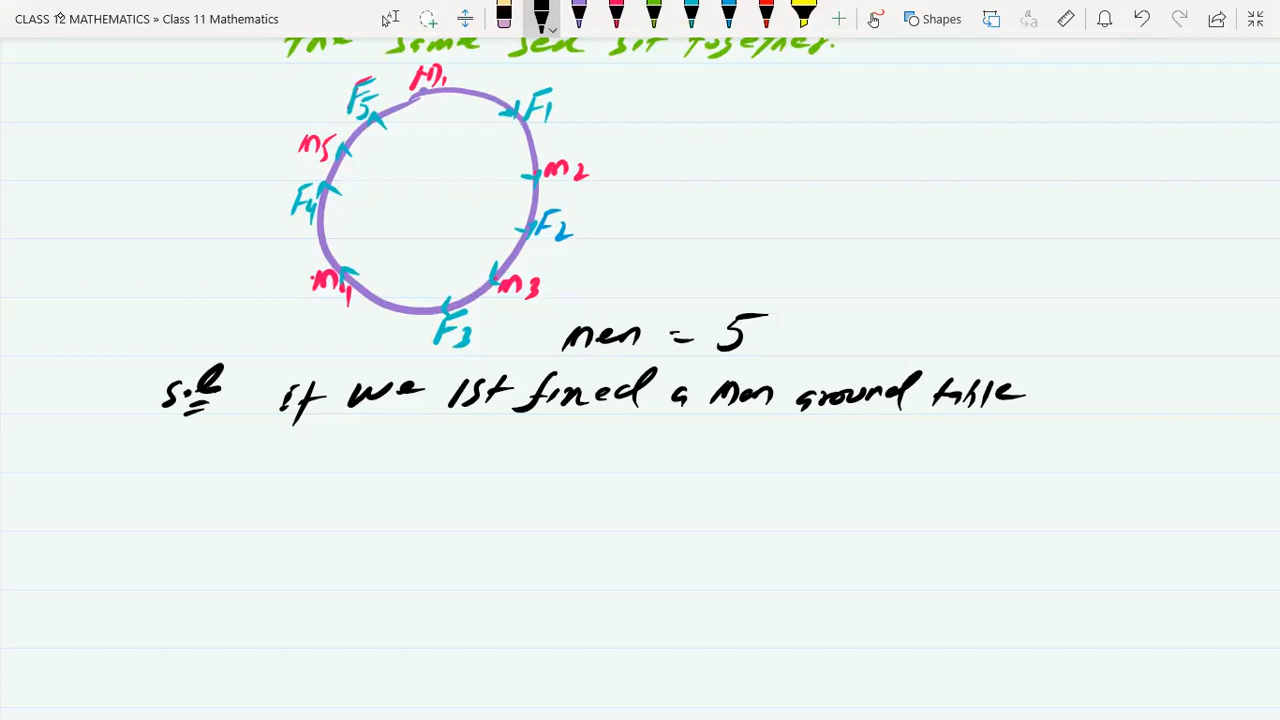 CLASS 12 MATHEMATICS » Class 11 Mathematics
Shapes
the same sex sit together.
M1
F5
F1
m5
m2
F4
F2
m4
m3
F3
men = 5
Sol if we 1st fixed a man around table